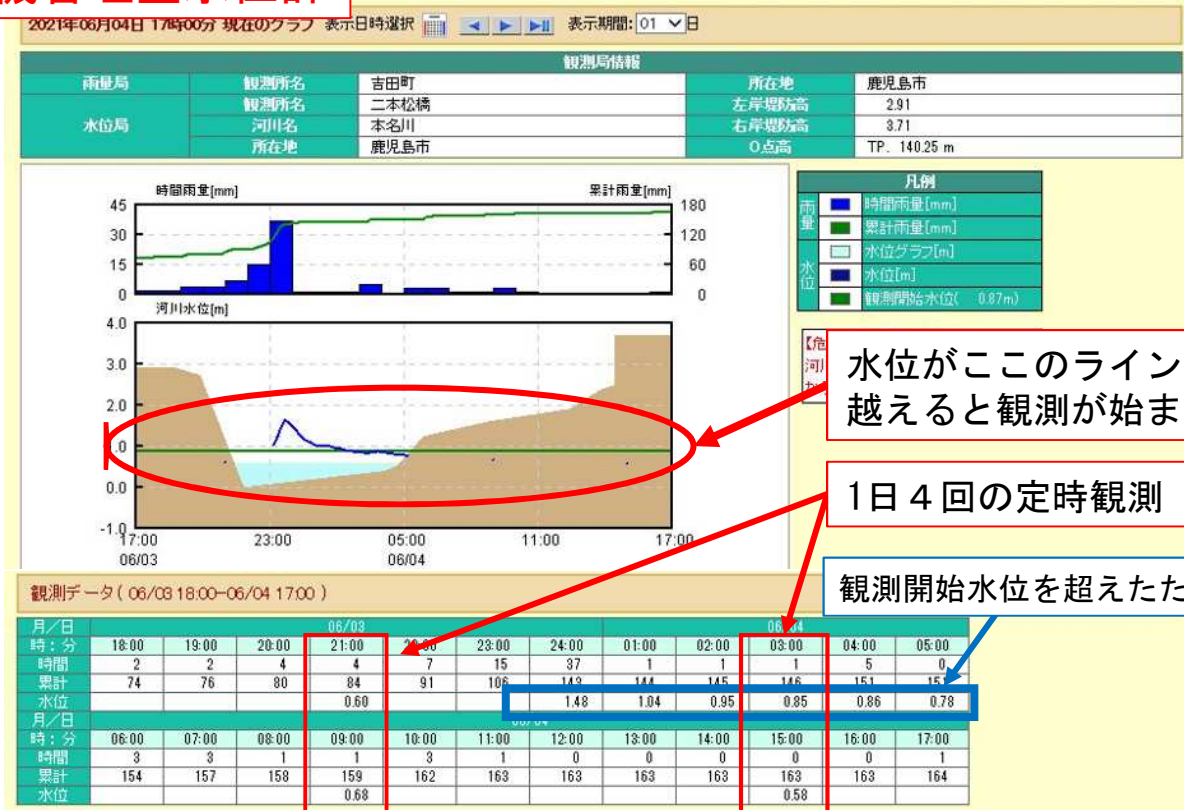 2021年06月04日 17時00分 現在のグラフ 表示日時選択 表示期間: 01 日
観測局情報
雨量局 観測所名 吉田町 所在地 鹿児島市
水位局 観測所名 二本松橋 左岸堤防高 2.91
河川名 本名川 右岸堤防高 3.71
所在地 鹿児島市 0点高 TP. 140.25 m
時間雨量[mm] 累計雨量[mm]
45 180
30 120
15 60
0 0
河川水位[m]
4.0
3.0
2.0
.0
0.0
-1.0
17:00 23:00 05:00 11:00 17:00
06/03 06/04
凡例
雨量
時間雨量[mm]
累計雨量[mm]
水位
水位グラフ[m]
水位[m]
観測開始水位( 0.87m)
水位がここのライン
越えると観測が始ま
1日4回の定時観測
観測開始水位を超えた
観測データ( 06/03 18:00-06/04 17:00 )
月/日 06/03
時:分 18:00 19:00 20:00 21:00 23:00 24:00 01:00 02:00 03:00 04:00 05:00
時間 2 2 4 4 7 15 37 1 1 1 5 0
累計 74 76 80 84 91 106 143 144 145 146 151 151
水位 0.60 1.48 1.04 0.95 0.85 0.86 0.78
月/日
時:分 06:00 07:00 08:00 09:00 10:00 11:00 12:00 13:00 14:00 15:00 16:00 17:00
時間 3 3 1 1 3 1 0 0 0 0 0 1
累計 154 157 158 159 162 163 163 163 163 163 163 164
水位 0.68 0.58